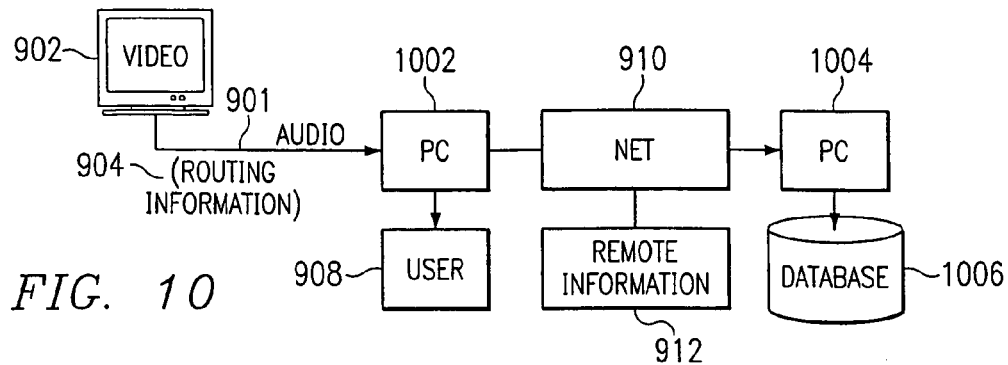 902
VIDEO
901
AUDIO
904
(ROUTING
INFORMATION)
1002
PC
910
NET
1004
PC
908
USER
REMOTE
INFORMATION
912
DATABASE
1006
FIG. 10